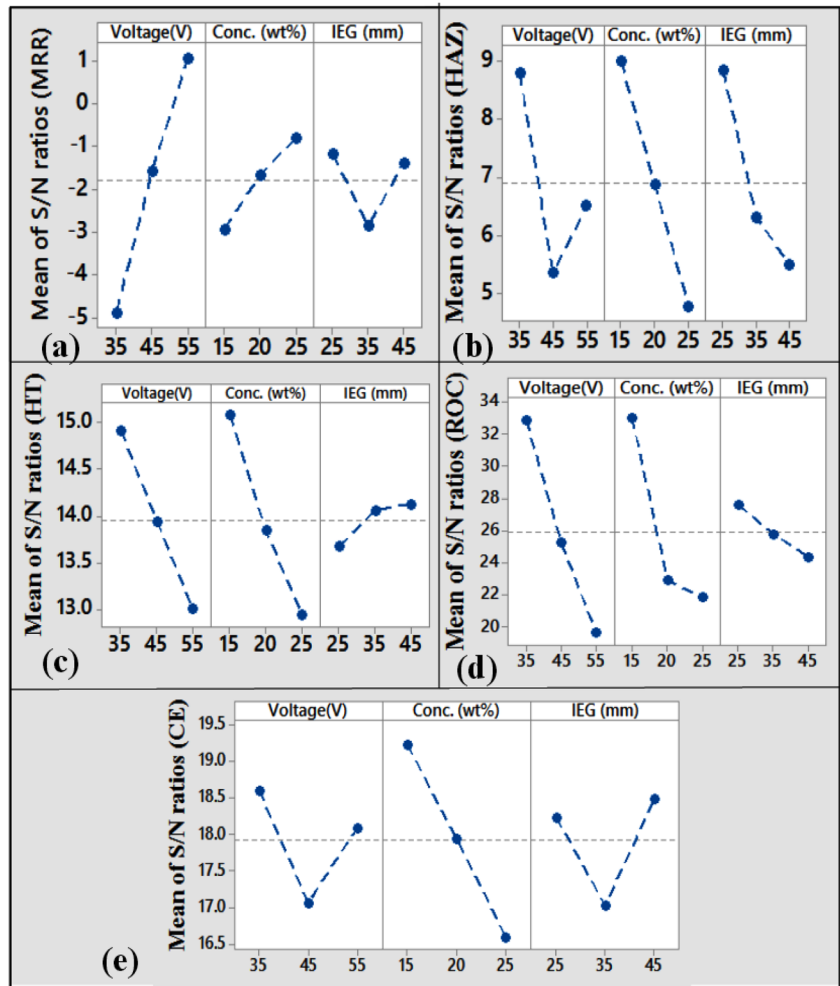 Mean of S/N ratios (MRR)
Voltage(V) Conc. (wt%) IEG (mm)
1
0
-1
-2
-3
-4
-5
35 45 55 15 20 25 25 35 45
(a)
Mean of S/N ratios (HAZ)
Voltage(V) Conc. (wt%) IEG (mm)
9
8
7
6
5
35 45 55 15 20 25 25 35 45
(b)
Mean of S/N ratios (HT)
Voltage(V) Conc. (wt%) IEG (mm)
15.0
14.5
14.0
13.5
13.0
35 45 55 15 20 25 25 35 45
(c)
Mean of S/N ratios (ROC)
Voltage(V) Conc. (wt%) IEG (mm)
34
32
30
28
26
24
22
20
35 45 55 15 20 25 25 35 45
(d)
Mean of S/N ratios (CE)
Voltage(V) Conc. (wt%) IEG (mm)
19.5
19.0
18.5
18.0
17.5
17.0
16.5
35 45 55 15 20 25 25 35 45
(e)